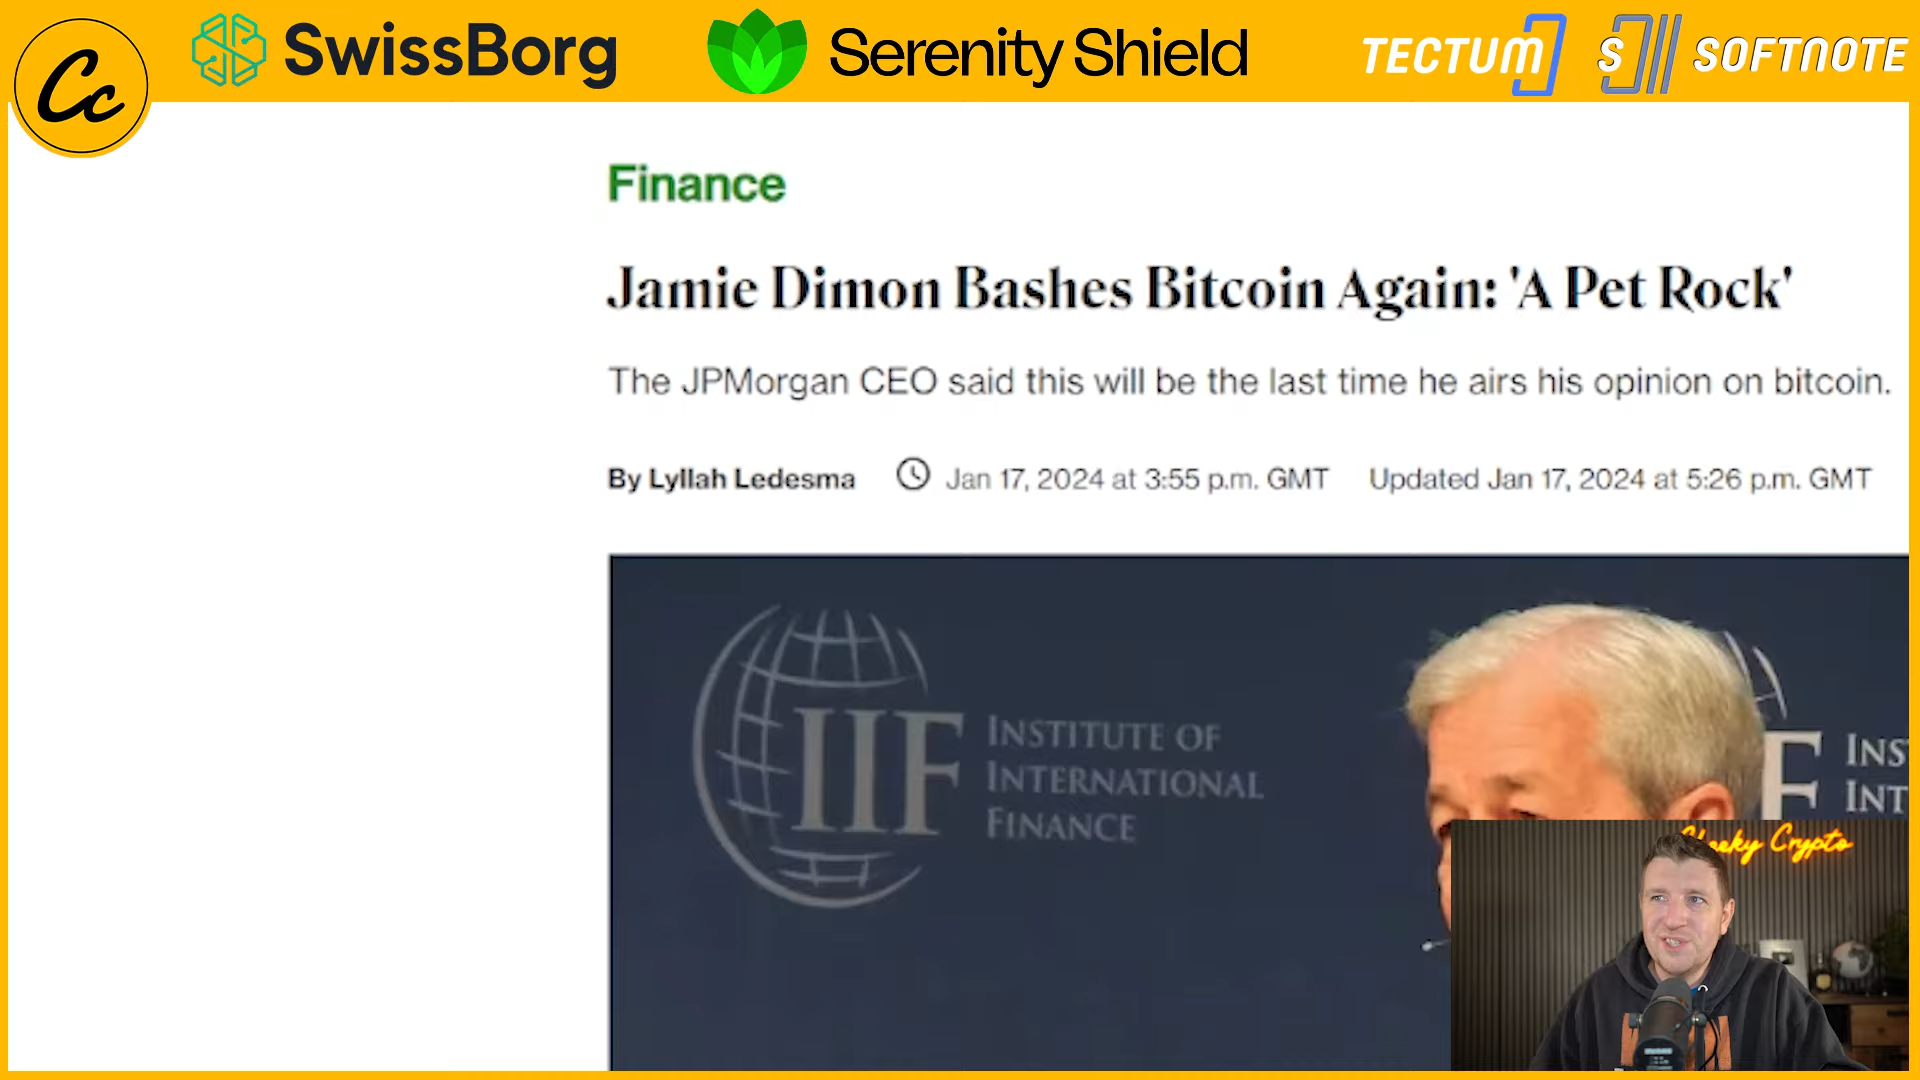 Cc
SwissBorg
Serenity Shield
TECTUM
S
SOFTNOTE
Finance
Jamie Dimon Bashes Bitcoin Again: 'A Pet Rock'
The JPMorgan CEO said this will be the last time he airs his opinion on bitcoin.
By Lyllah Ledesma Jan 17, 2024 at 3:55 p.m. GMT Updated Jan 17, 2024 at 5:26 p.m. GMT
IIF
INSTITUTE OF
INTERNATIONAL
FINANCE
F
INS
INT
Cheeky Crypto